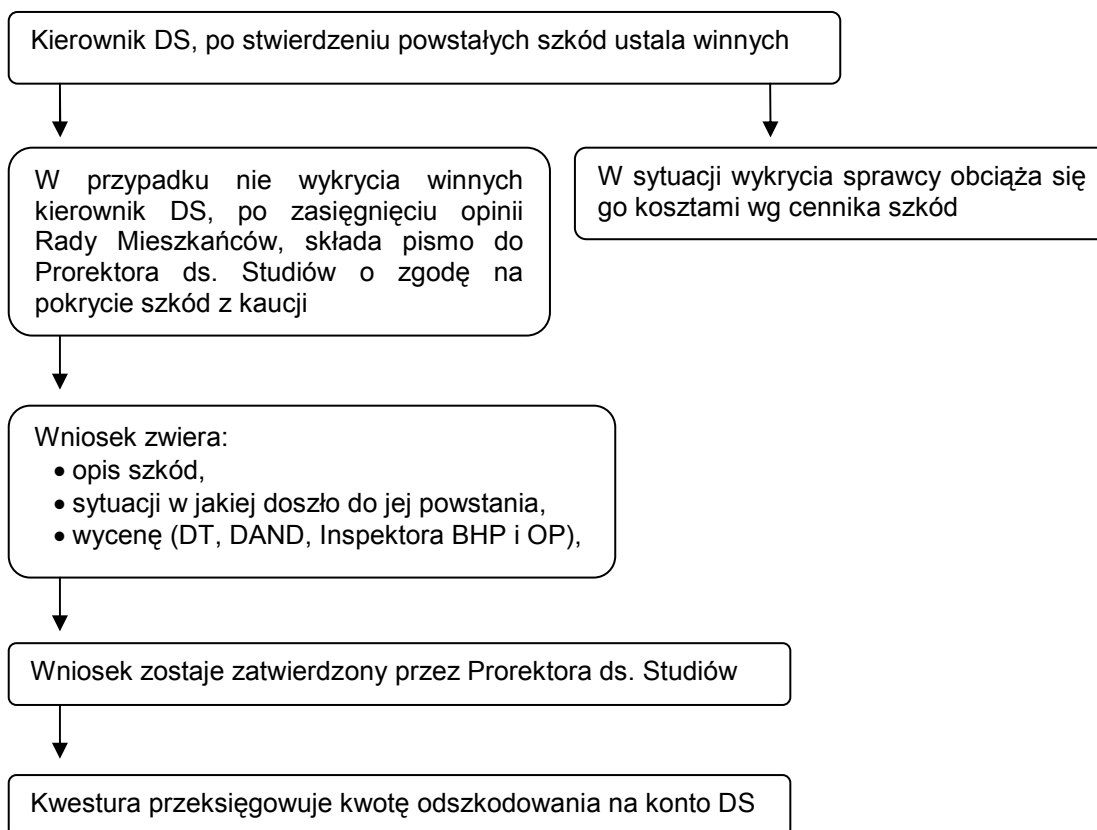 Kierownik DS, po stwierdzeniu powstałych szkód ustala winnych
W przypadku nie wykrycia winnych
kierownik DS, po zasięgnięciu opinii
Rady Mieszkańców, składa pismo do
Prorektora ds. Studiów o zgodę na
pokrycie szkód z kaucji
W sytuacji wykrycia sprawcy obciąża się
go kosztami wg cennika szkód
Wniosek zwiera:
• opis szkód,
• sytuacji w jakiej doszło do jej powstania,
• wycenę (DT, DAND, Inspektora BHP i OP),
Wniosek zostaje zatwierdzony przez Prorektora ds. Studiów
Kwestura przeksięgowuje kwotę odszkodowania na konto DS